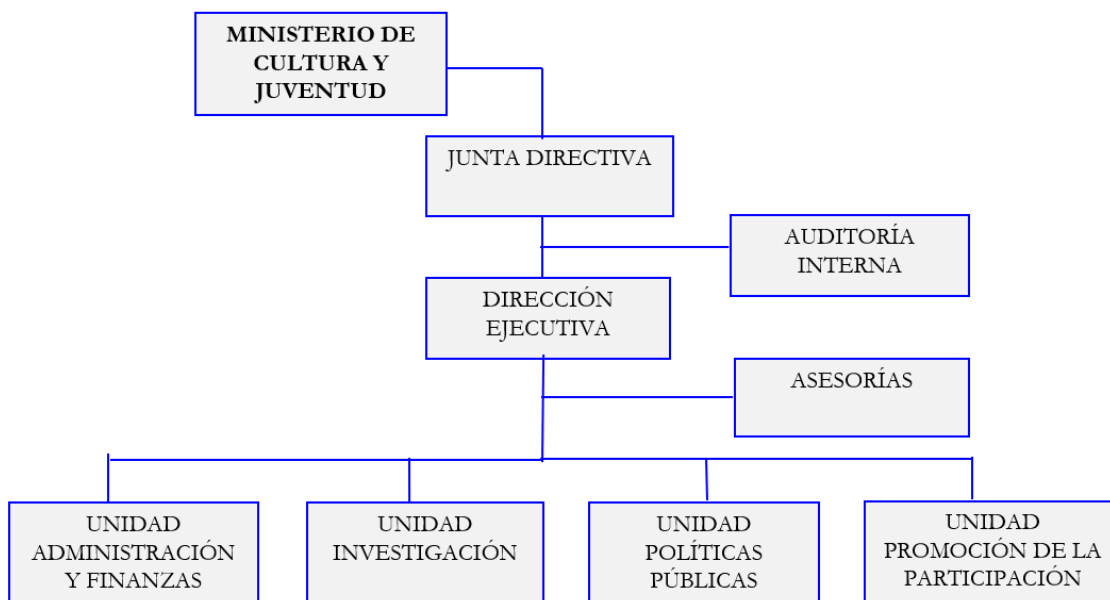 MINISTERIO DE
CULTURA Y
JUVENTUD
JUNTA DIRECTIVA
AUDITORÍA
INTERNA
DIRECCIÓN
EJECUTIVA
ASESORÍAS
UNIDAD
ADMINISTRACIÓN
Y FINANZAS
UNIDAD
INVESTIGACIÓN
UNIDAD
POLÍTICAS
PÚBLICAS
UNIDAD
PROMOCIÓN DE LA
PARTICIPACIÓN